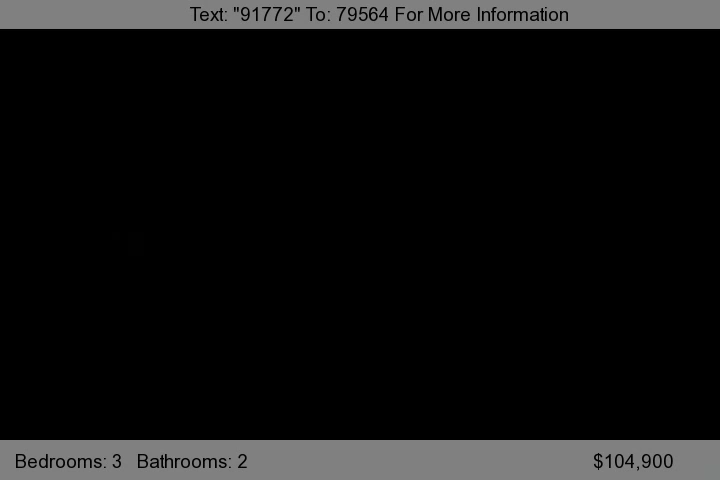 Text: "91772" To: 79564 For More Information
Bedrooms: 3 Bathrooms: 2 $104,900